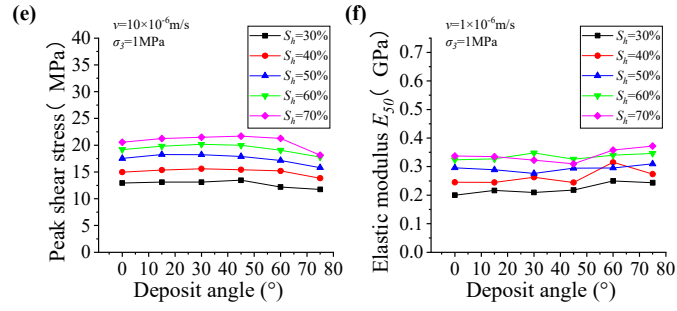 (e)
v=10×10⁻⁶m/s
σ₃=1MPa
Sₕ=30%
Sₕ=40%
Sₕ=50%
Sₕ=60%
Sₕ=70%
Peak shear stress( MPa)
40
35
30
25
20
15
10
5
0
0 10 20 30 40 50 60 70 80
Deposit angle (°)
(f)
v=1×10⁻⁶m/s
σ₃=1MPa
Sₕ=30%
Sₕ=40%
Sₕ=50%
Sₕ=60%
Sₕ=70%
Elastic modulus E₅₀( GPa)
0.7
0.6
0.5
0.4
0.3
0.2
0.1
0.0
0 10 20 30 40 50 60 70 80
Deposit angle (°)